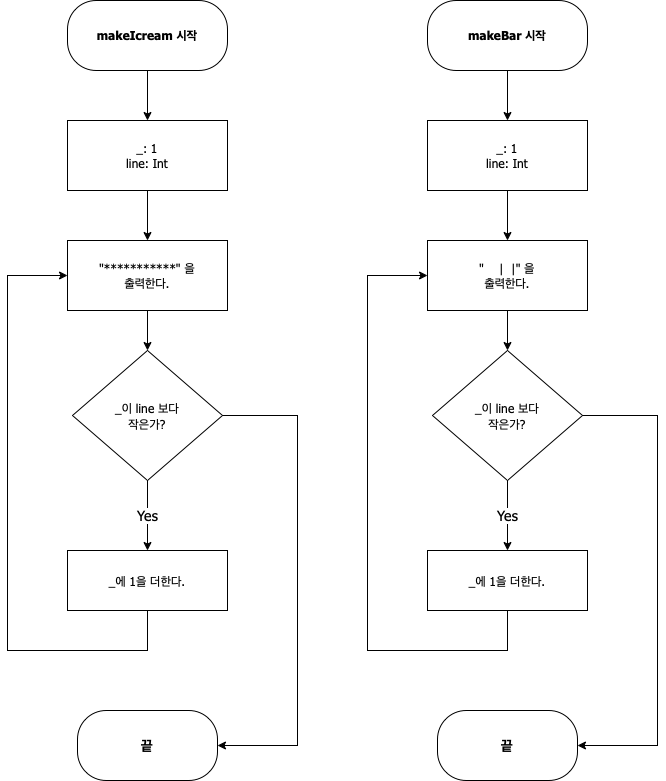 makeIcream 시작
_: 1
line: Int
"***********" 을
출력한다.
_이 line 보다
작은가?
Yes
_에 1을 더한다.
끝
makeBar 시작
_: 1
line: Int
"    |  |" 을
출력한다.
_이 line 보다
작은가?
Yes
_에 1을 더한다.
끝